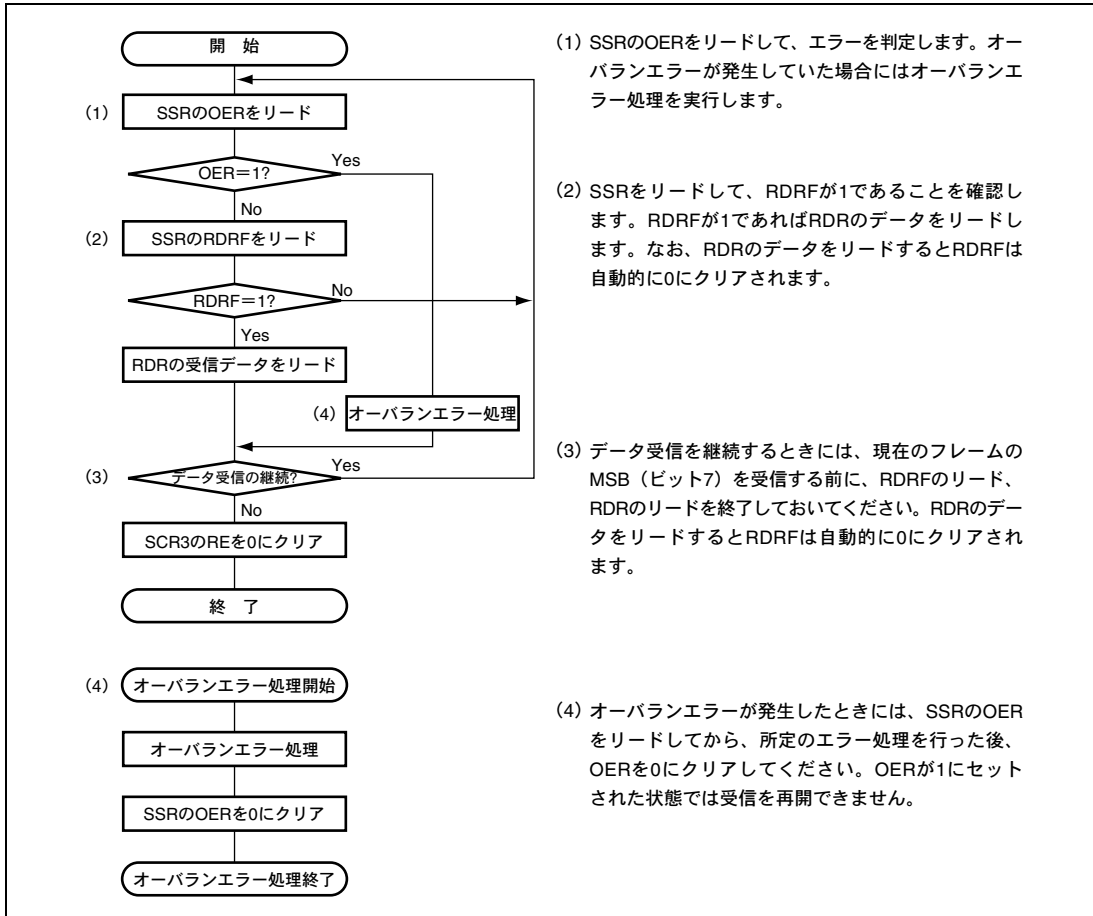 開 始
(1) SSRのOERをリード
OER=1?
Yes
No
(2) SSRのRDRFをリード
RDRF=1?
No
Yes
RDRの受信データをリード
(4) オーバランエラー処理
(3) データ受信の継続?
Yes
No
SCR3のREを0にクリア
終 了
(4) オーバランエラー処理開始
オーバランエラー処理
SSRのOERを0にクリア
オーバランエラー処理終了
(1) SSRのOERをリードして、エラーを判定します。オー
バランエラーが発生していた場合にはオーバランエ
ラー処理を実行します。
(2) SSRをリードして、RDRFが1であることを確認し
ます。RDRFが1であればRDRのデータをリードし
ます。なお、RDRのデータをリードするとRDRFは
自動的に0にクリアされます。
(3) データ受信を継続するときには、現在のフレームの
MSB（ビット7）を受信する前に、RDRFのリード、
RDRのリードを終了しておいてください。RDRのデー
タをリードするとRDRFは自動的に0にクリアされ
ます。
(4) オーバランエラーが発生したときには、SSRのOER
をリードしてから、所定のエラー処理を行った後、
OERを0にクリアしてください。OERが1にセット
された状態では受信を再開できません。